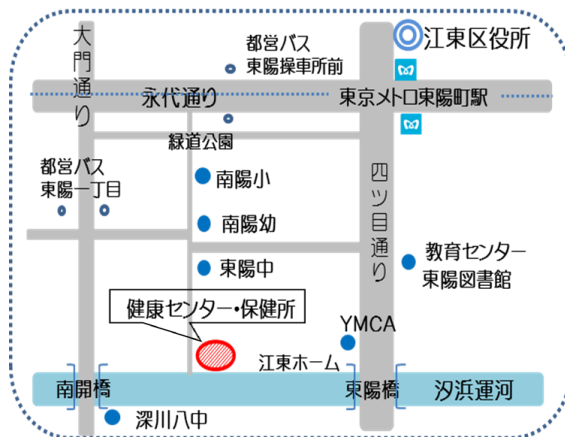 大門通り
都営バス
東陽操車所前
江東区役所
永代通り
東京メトロ東陽町駅
緑道公園
都営バス
東陽一丁目
南陽小
四ツ目通り
南陽幼
教育センター
東陽図書館
東陽中
健康センター・保健所
YMCA
江東ホーム
南開橋
東陽橋
汐浜運河
深川八中